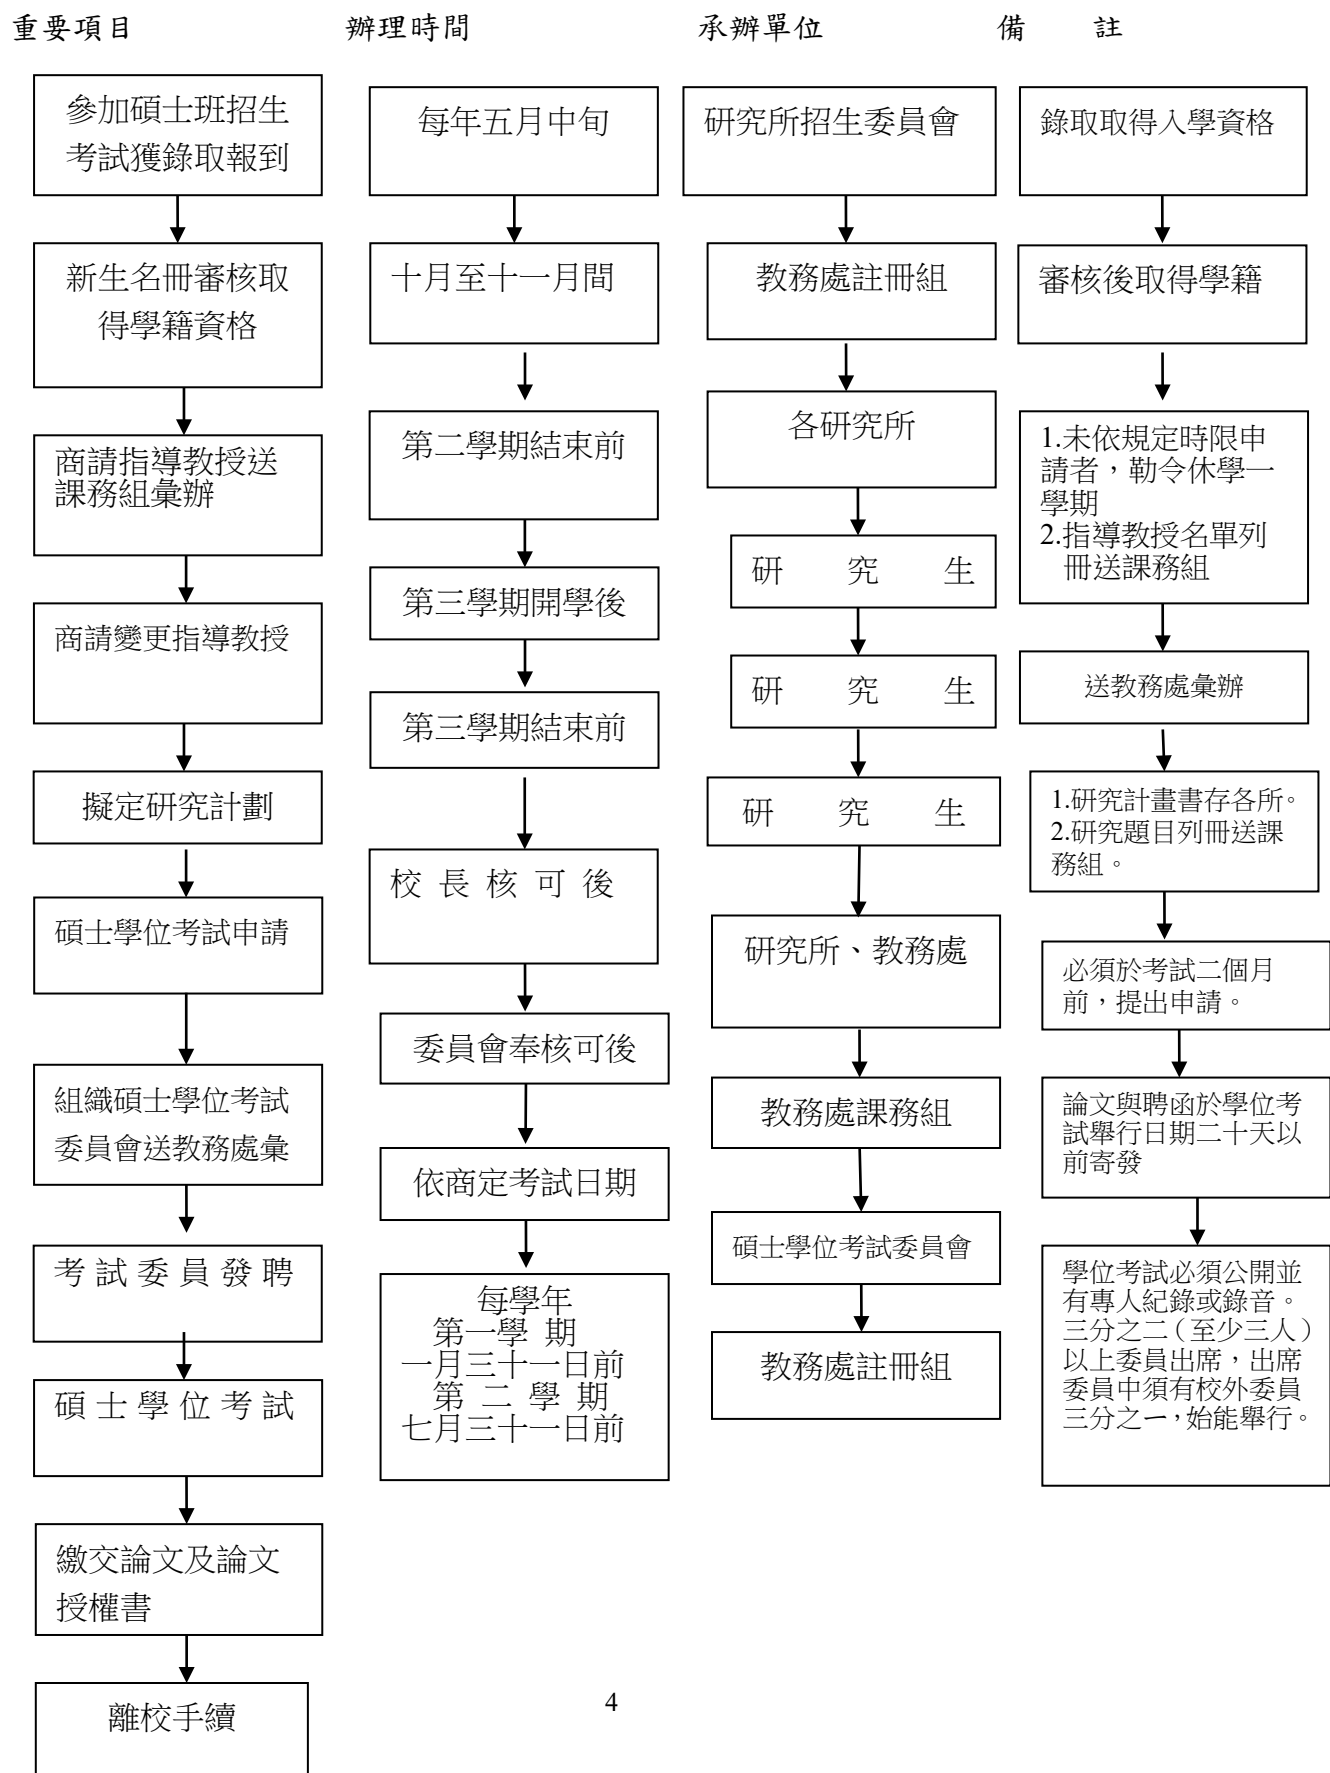 重要項目 辦理時間 承辦單位 備 註
參加碩士班招生
考試獲錄取報到
新生名冊審核取
得學籍資格
商請指導教授送
課務組彙辦
商請變更指導教授
擬定研究計劃
碩士學位考試申請
組織碩士學位考試
委員會送教務處彙
考試委員發聘
碩士學位考試
繳交論文及論文
授權書
離校手續
每年五月中旬
十月至十一月間
第二學期結束前
第三學期開學後
第三學期結束前
校長核可後
委員會奉核可後
依商定考試日期
每學年
第一學 期
一月三十一日前
第 二 學 期
七月三十一日前
研究所招生委員會
教務處註冊組
各研究所
研 究 生
研 究 生
研 究 生
研究所、教務處
教務處課務組
碩士學位考試委員會
教務處註冊組
錄取取得入學資格
審核後取得學籍
1.未依規定時限申
請者，勒令休學一
學期
2.指導教授名單列
冊送課務組
送教務處彙辦
1.研究計畫書存各所。
2.研究題目列冊送課
務組。
必須於考試二個月
前，提出申請。
論文與聘函於學位考
試舉行日期二十天以
前寄發
學位考試必須公開並
有專人紀錄或錄音。
三分之二（至少三人）
以上委員出席，出席
委員中須有校外委員
三分之一，始能舉行。
4